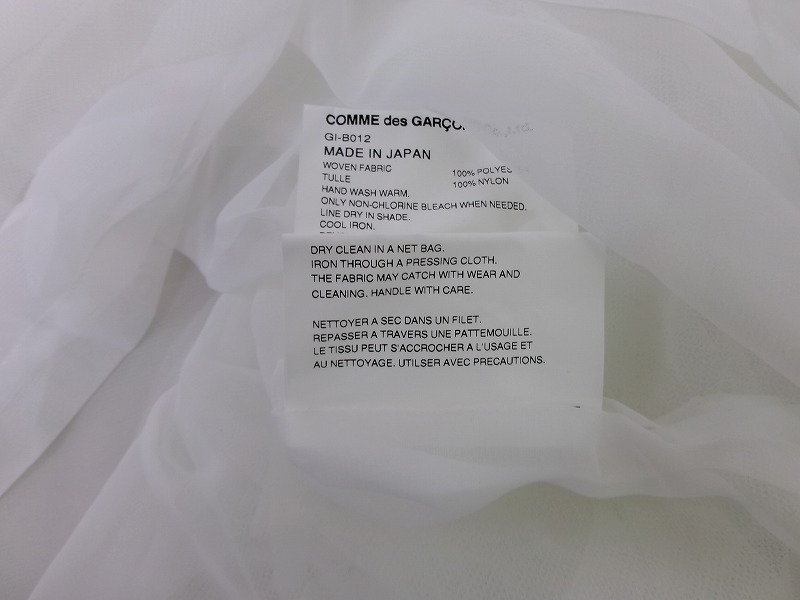 COMME des GARÇO
GI-B012
MADE IN JAPAN
WOVEN FABRIC 100% POLYES
TULLE 100% NYLON
HAND WASH WARM.
ONLY NON-CHLORINE BLEACH WHEN NEEDED.
LINE DRY IN SHADE.
COOL IRON.
DRY CLEAN IN A NET BAG.
IRON THROUGH A PRESSING CLOTH.
THE FABRIC MAY CATCH WITH WEAR AND
CLEANING. HANDLE WITH CARE.
NETTOYER A SEC DANS UN FILET.
REPASSER A TRAVERS UNE PATTEMOUILLE.
LE TISSU PEUT S'ACCROCHER A L'USAGE ET
AU NETTOYAGE. UTILSER AVEC PRECAUTIONS.